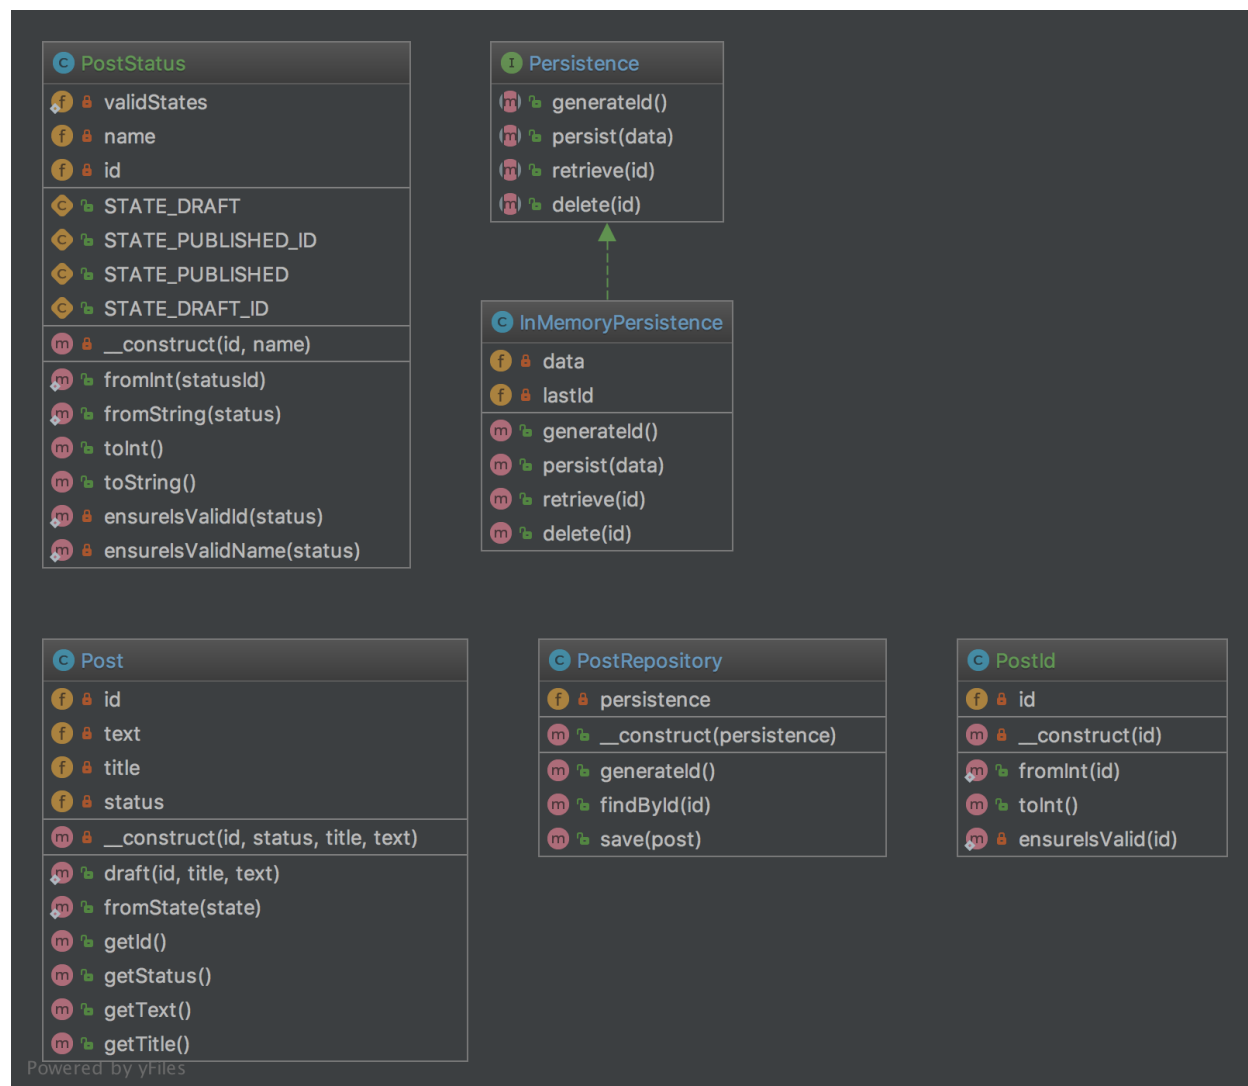 PostStatus
validStates
name
id
STATE_DRAFT
STATE_PUBLISHED_ID
STATE_PUBLISHED
STATE_DRAFT_ID
__construct(id, name)
fromInt(statusId)
fromString(status)
toInt()
toString()
ensureIsValidId(status)
ensureIsValidName(status)
Persistence
generateId()
persist(data)
retrieve(id)
delete(id)
InMemoryPersistence
data
lastId
generateId()
persist(data)
retrieve(id)
delete(id)
Post
id
text
title
status
__construct(id, status, title, text)
draft(id, title, text)
fromState(state)
getId()
getStatus()
getText()
getTitle()
PostRepository
persistence
__construct(persistence)
generateId()
findById(id)
save(post)
PostId
id
__construct(id)
fromInt(id)
toInt()
ensureIsValid(id)
Powered by yFiles